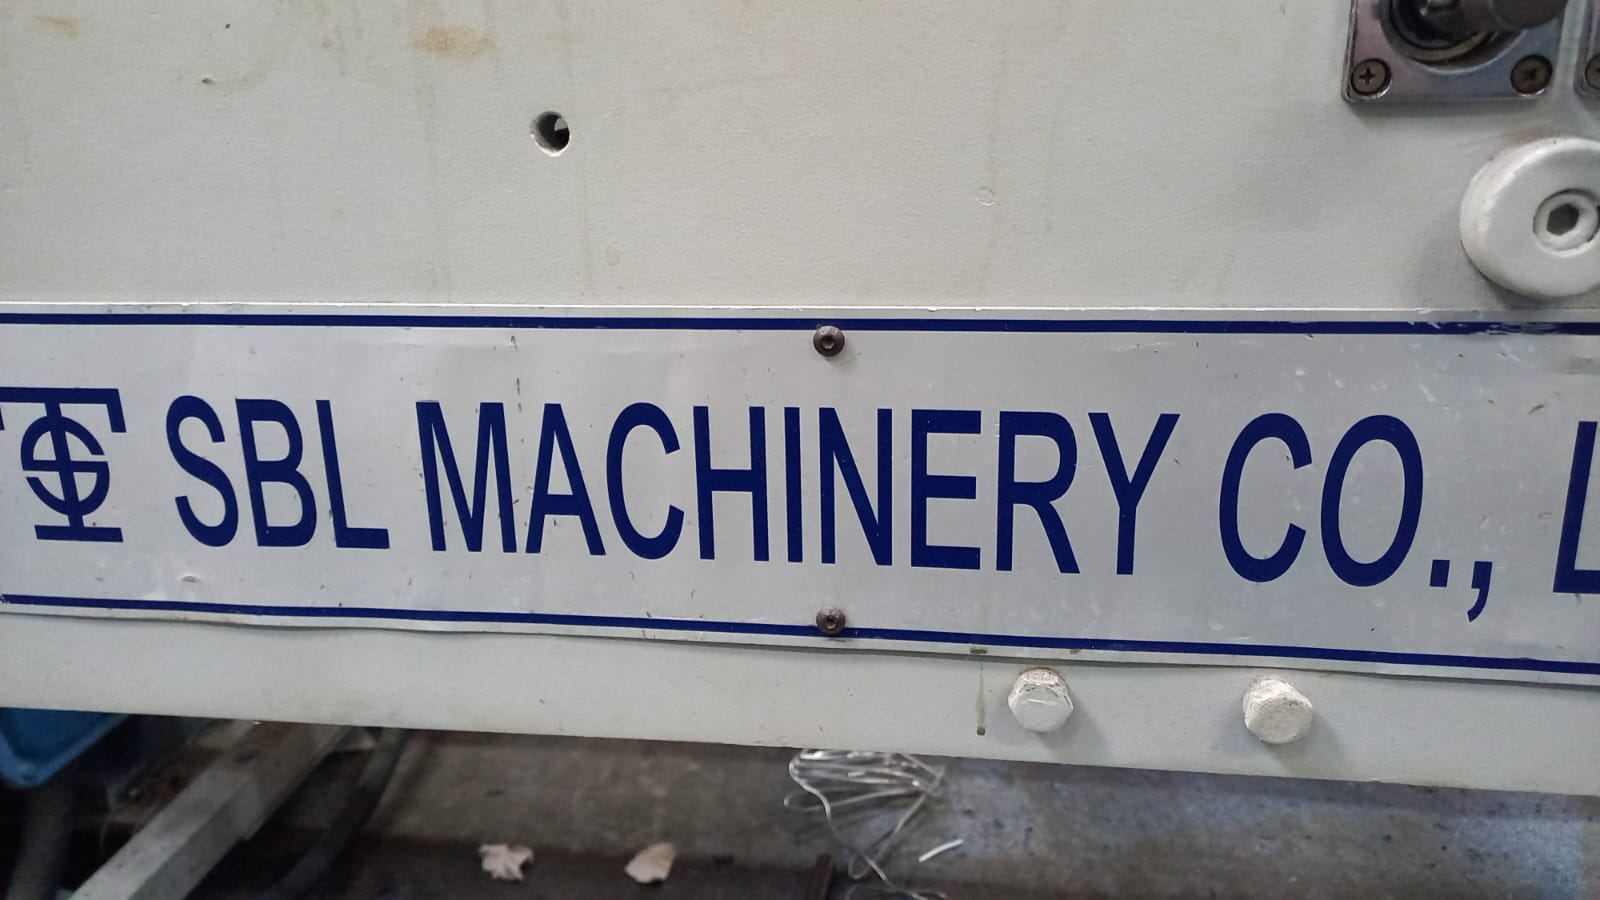 SBL MACHINERY CO., L